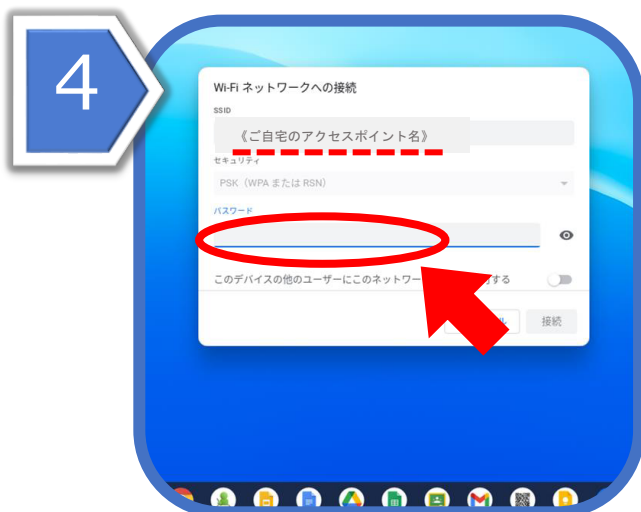 4
Wi-Fi ネットワークへの接続
SSID
《ご自宅のアクセスポイント名》
セキュリティ
PSK（WPA または RSN）
パスワード
このデバイスの他のユーザーにこのネットワー する
ル 接続